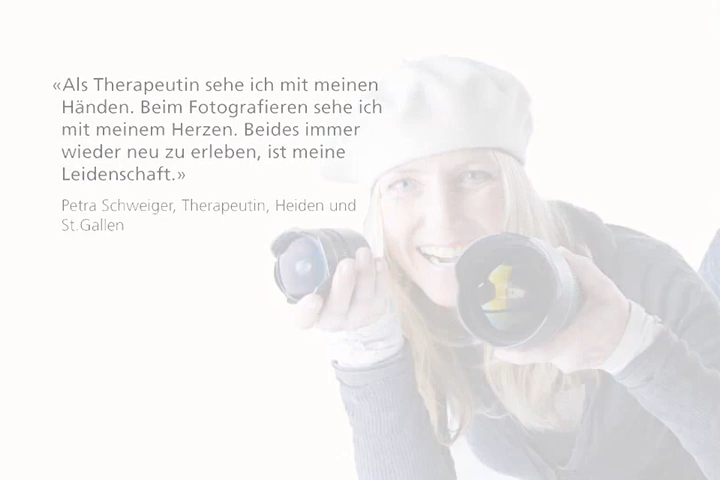 «Als Therapeutin sehe ich mit meinen
Händen. Beim Fotografieren sehe ich
mit meinem Herzen. Beides immer
wieder neu zu erleben, ist meine
Leidenschaft.»
Petra Schweiger, Therapeutin, Heiden und
St.Gallen